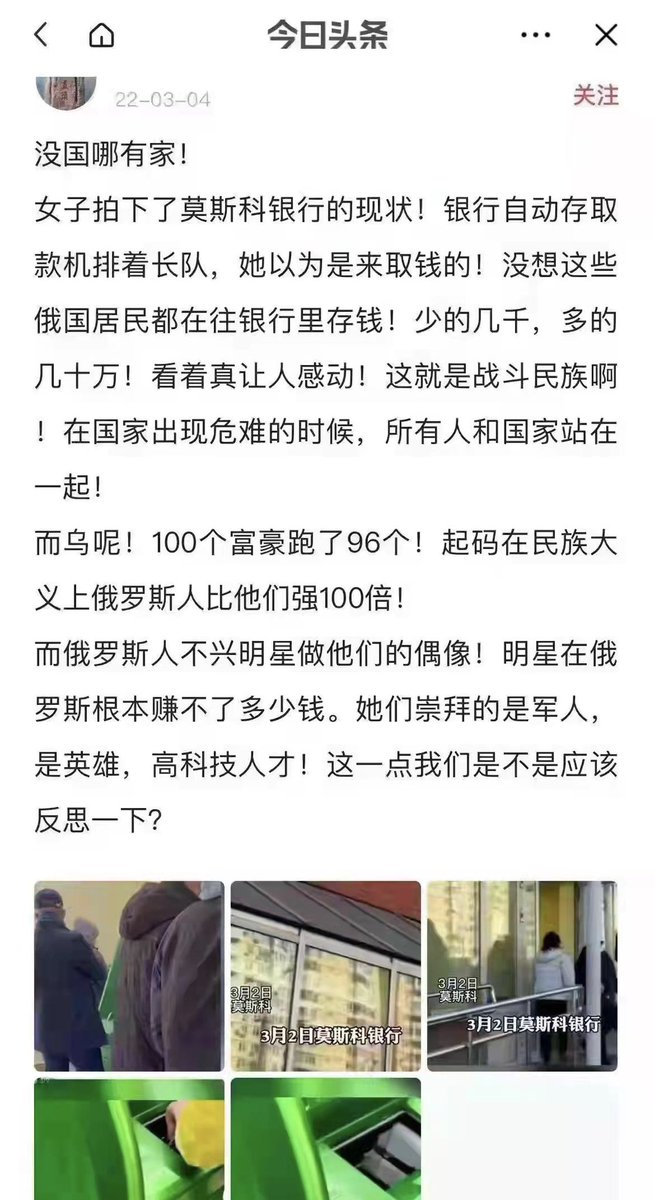 今日头条
22-03-04
关注
没国哪有家！
女子拍下了莫斯科银行的现状！银行自动存取
款机排着长队，她以为是来取钱的！没想这些
俄国居民都在往银行里存钱！少的几千，多的
几十万！看着真让人感动！这就是战斗民族啊
！在国家出现危难的时候，所有人和国家站在
一起！
而乌呢！100个富豪跑了96个！起码在民族大
义上俄罗斯人比他们强100倍！
而俄罗斯人不兴明星做他们的偶像！明星在俄
罗斯根本赚不了多少钱。她们崇拜的是军人，
是英雄，高科技人才！这一点我们是不是应该
反思一下？
3月2日
莫斯科
3月2日莫斯科银行
3月2日
莫斯科
3月2日莫斯科银行